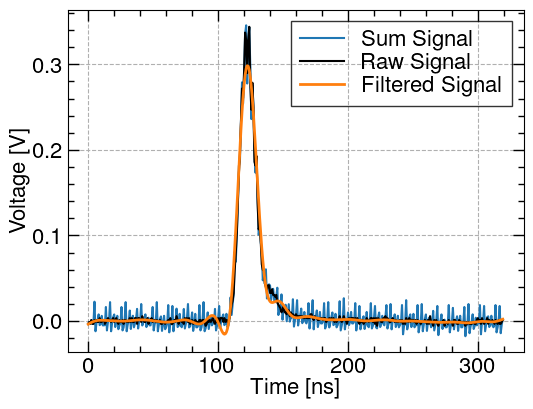 Sum Signal
Raw Signal
Filtered Signal
0.3
0.2
0.1
0.0
Voltage [V]
0 100 200 300
Time [ns]